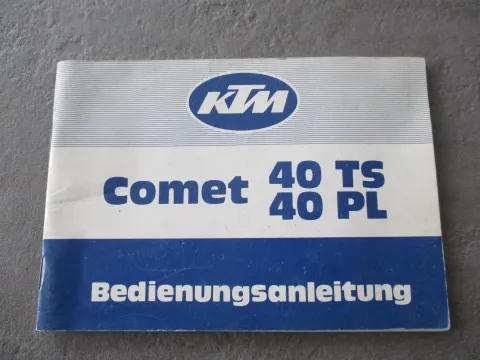 KTM
Comet 40 TS
40 PL
Bedienungsanleitung